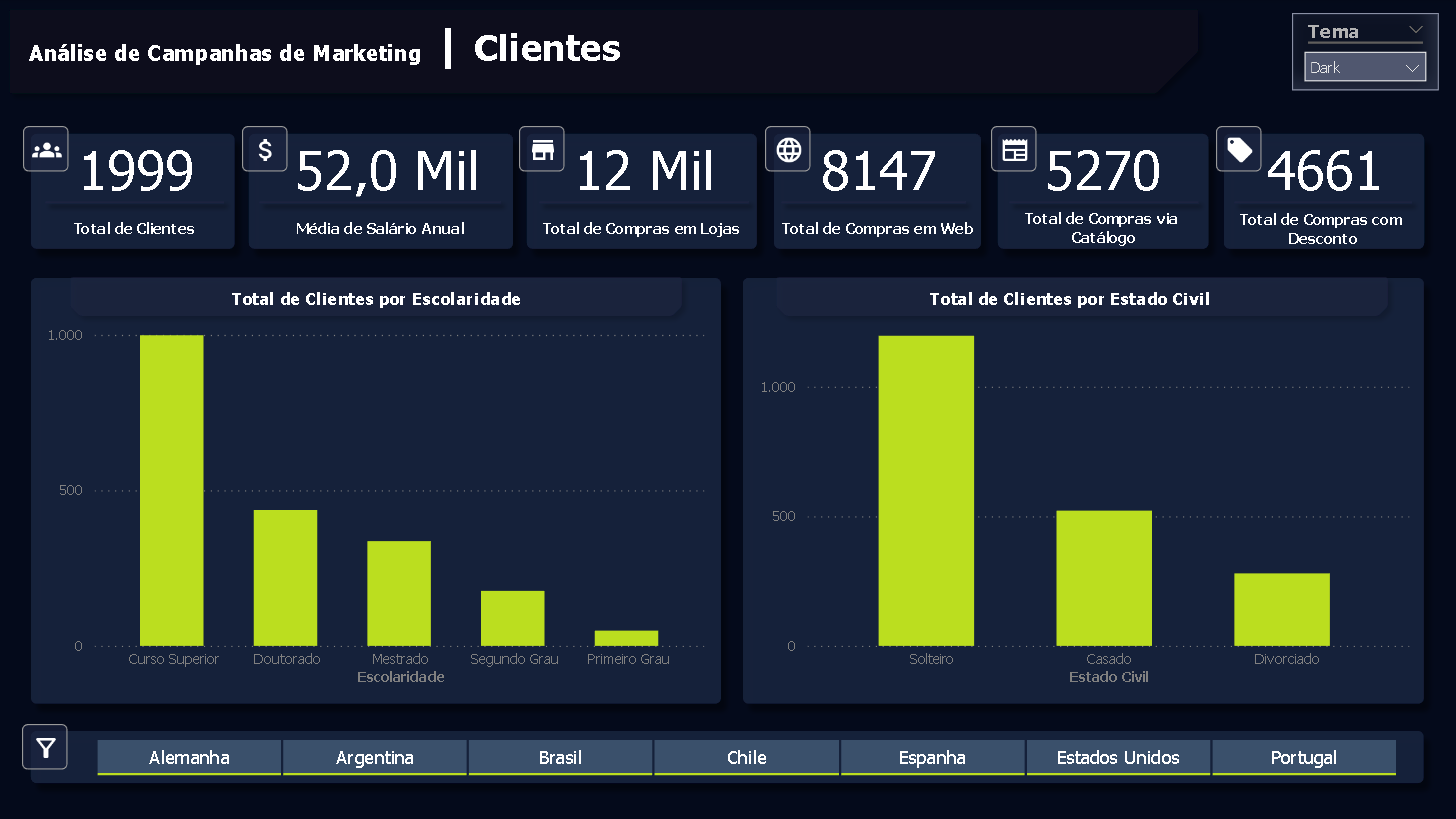 Análise de Campanhas de Marketing | Clientes
Tema
Dark
1999
Total de Clientes
52,0 Mil
Média de Salário Anual
12 Mil
Total de Compras em Lojas
8147
Total de Compras em Web
5270
Total de Compras via
Catálogo
4661
Total de Compras com
Desconto
Total de Clientes por Escolaridade
1.000
500
0
Curso Superior
Doutorado
Mestrado
Segundo Grau
Primeiro Grau
Escolaridade
Total de Clientes por Estado Civil
1.000
500
0
Solteiro
Casado
Divorciado
Estado Civil
Alemanha
Argentina
Brasil
Chile
Espanha
Estados Unidos
Portugal